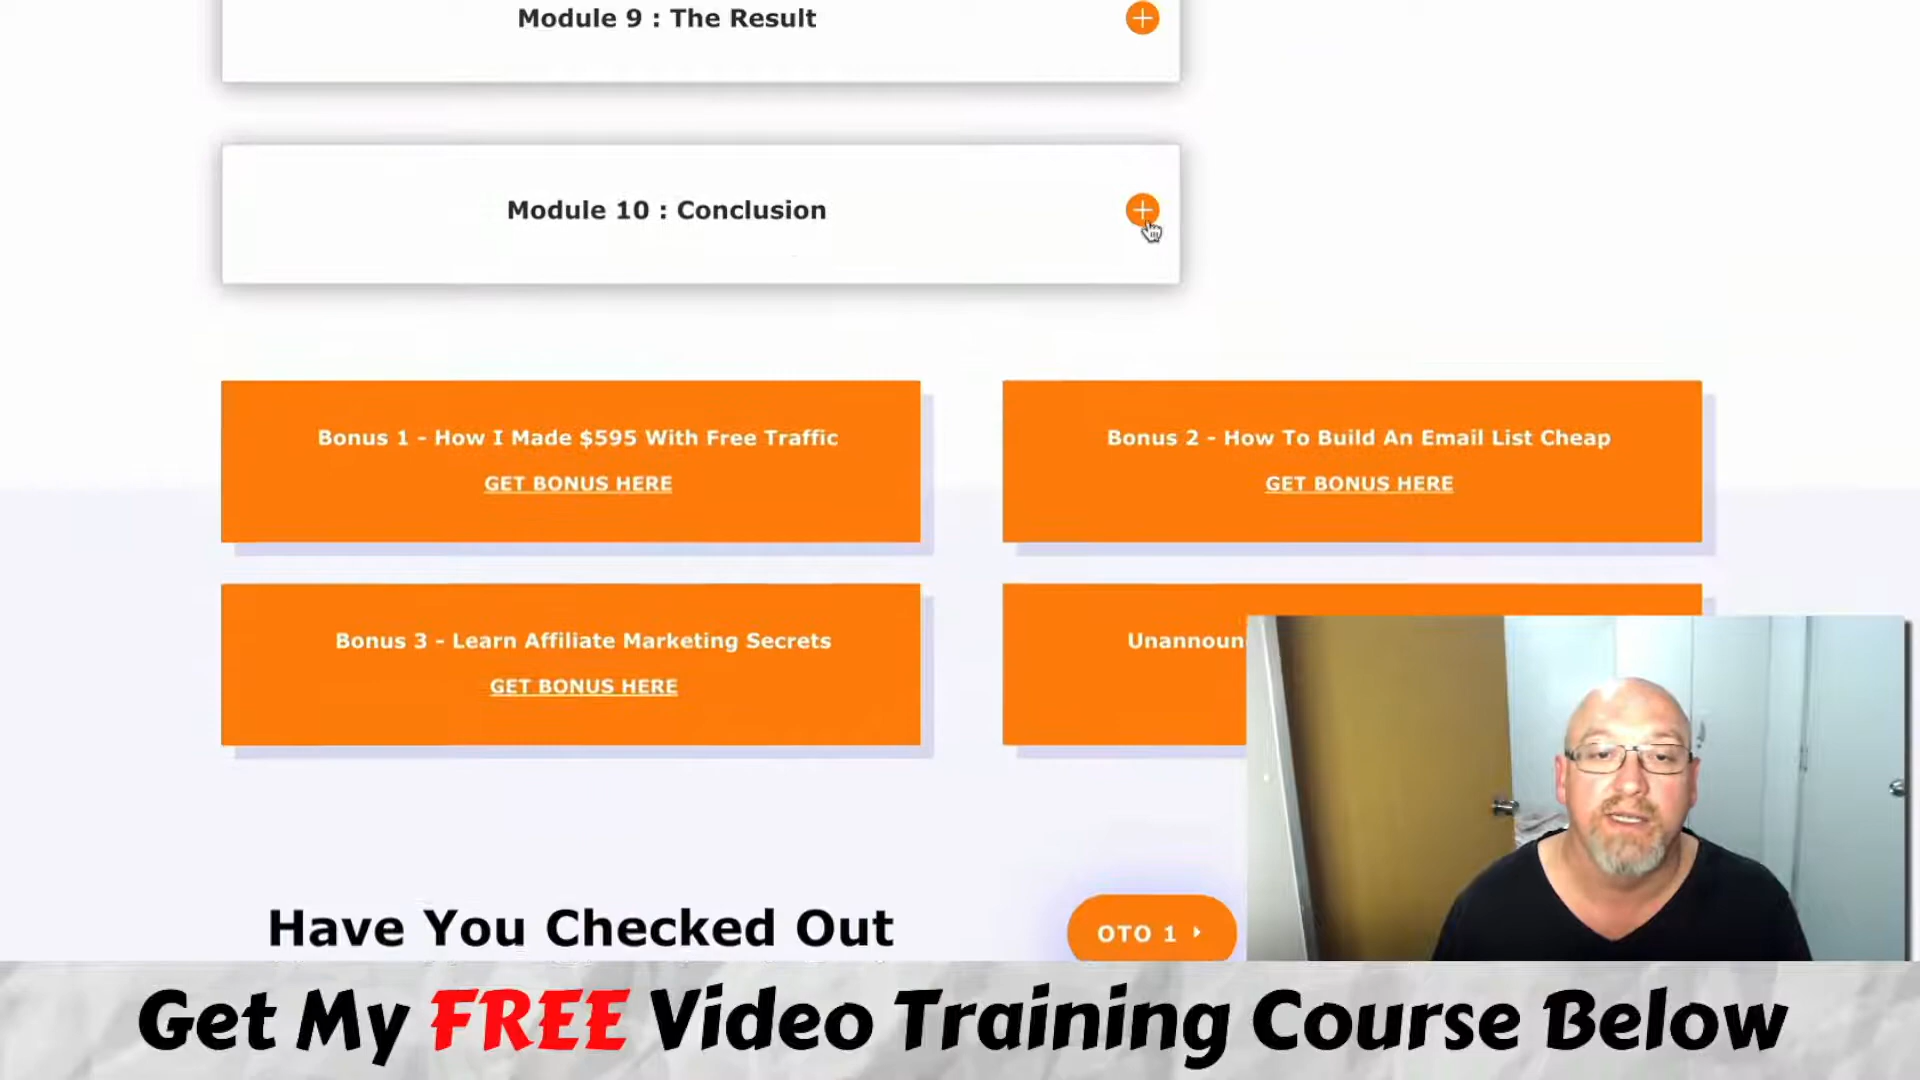 Module 9 : The Result
Module 10 : Conclusion
Bonus 1 - How I Made $595 With Free Traffic
GET BONUS HERE
Bonus 2 - How To Build An Email List Cheap
GET BONUS HERE
Bonus 3 - Learn Affiliate Marketing Secrets
GET BONUS HERE
Have You Checked Out
OTO 1
Get My FREE Video Training Course Below